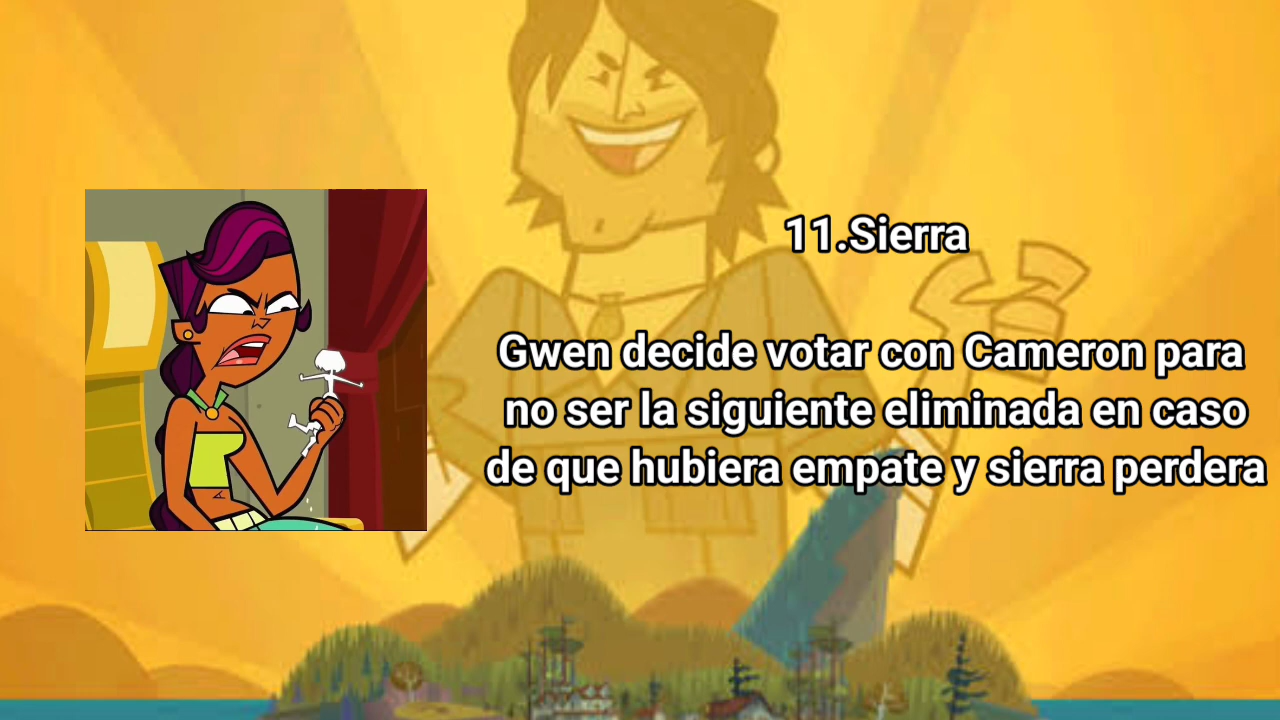 11.Sierra
Gwen decide votar con Cameron para
no ser la siguiente eliminada en caso
de que hubiera empate y sierra perdera